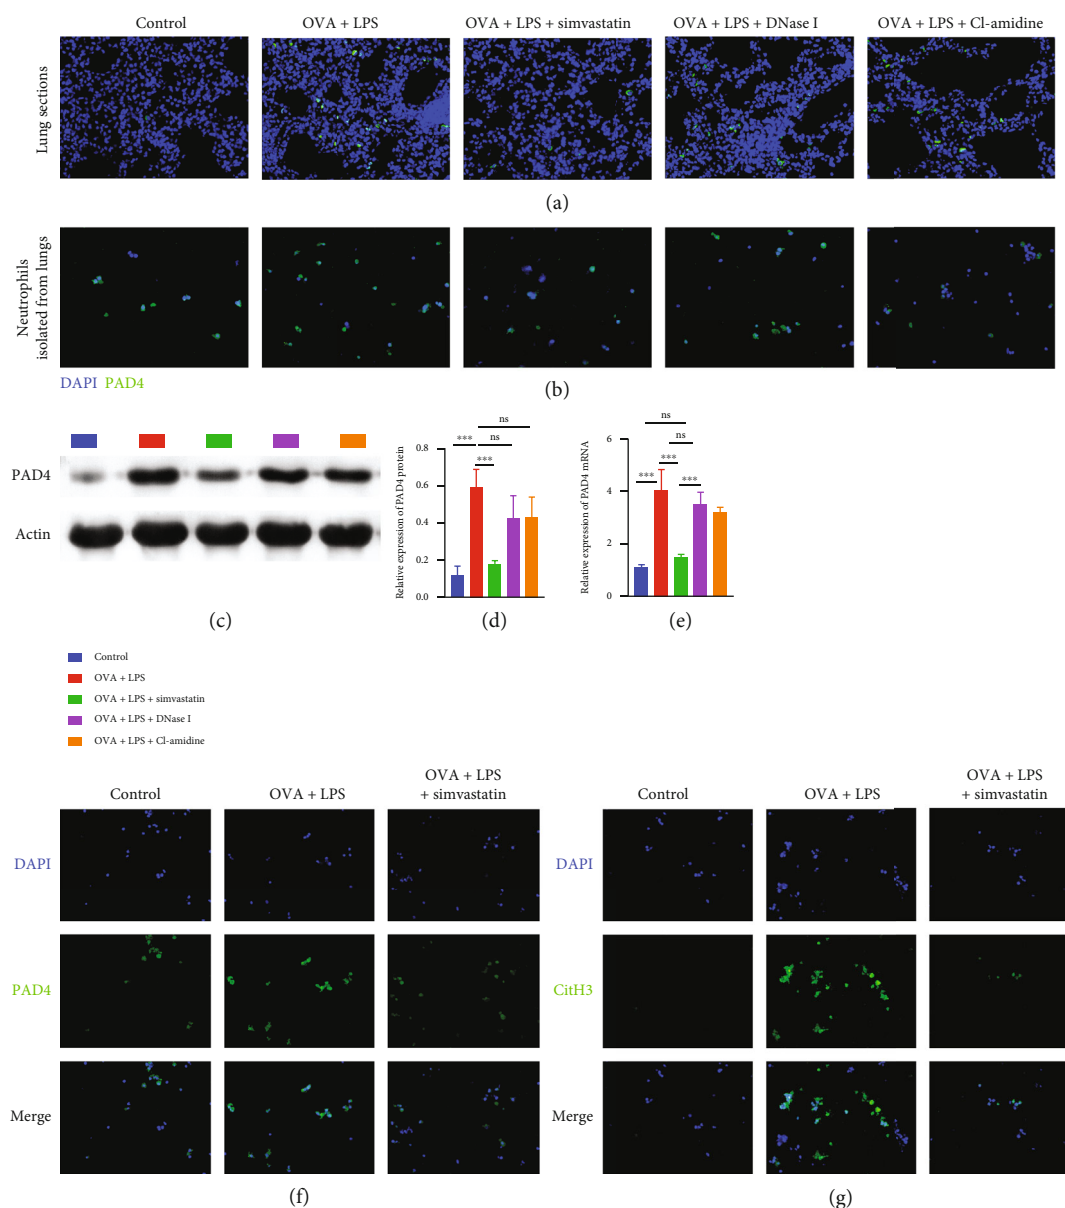 Control
OVA + LPS
OVA + LPS + simvastatin
OVA + LPS + DNase I
OVA + LPS + Cl-amidine
Lung sections
(a)
Neutrophils
isolated from lungs
DAPI PAD4
(b)
PAD4
Actin
(c)
Relative expression of PAD4 protein
0.8
0.6
0.4
0.2
0.0
***
***
ns
ns
(d)
Relative expression of PAD4 mRNA
6
4
2
0
***
***
***
ns
ns
(e)
Control
OVA + LPS
OVA + LPS + simvastatin
OVA + LPS + DNase I
OVA + LPS + Cl-amidine
Control
OVA + LPS
OVA + LPS
+ simvastatin
DAPI
PAD4
Merge
(f)
Control
OVA + LPS
OVA + LPS
+ simvastatin
DAPI
CitH3
Merge
(g)